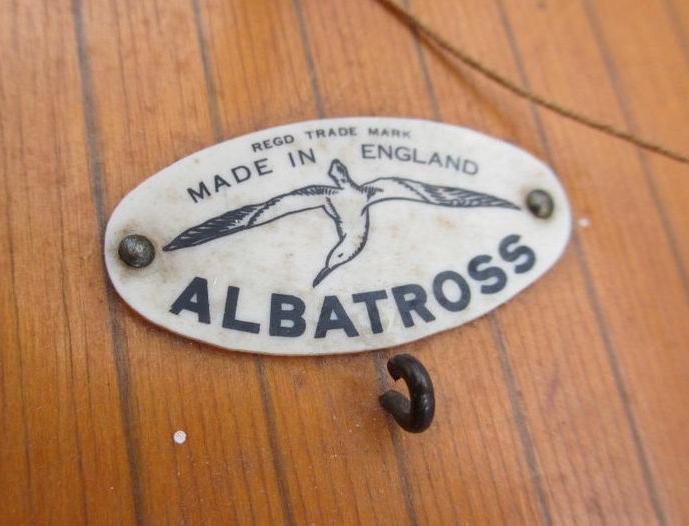 REGD TRADE MARK
MADE IN ENGLAND
ALBATROSS